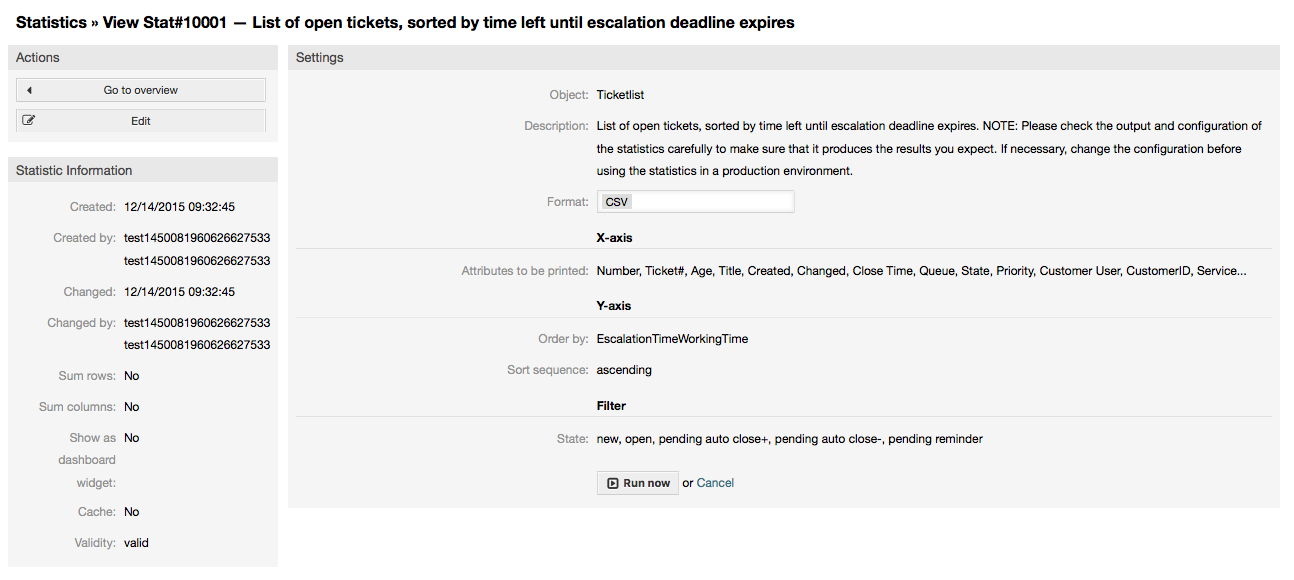 Statistics » View Stat#10001 — List of open tickets, sorted by time left until escalation deadline expires
Actions
Go to overview
Edit
Statistic Information
Created: 12/14/2015 09:32:45
Created by: test1450081960626627533
test1450081960626627533
Changed: 12/14/2015 09:32:45
Changed by: test1450081960626627533
test1450081960626627533
Sum rows: No
Sum columns: No
Show as No
dashboard
widget:
Cache: No
Validity: valid
Settings
Object: Ticketlist
Description: List of open tickets, sorted by time left until escalation deadline expires. NOTE: Please check the output and configuration of
the statistics carefully to make sure that it produces the results you expect. If necessary, change the configuration before
using the statistics in a production environment.
Format: CSV
X-axis
Attributes to be printed: Number, Ticket#, Age, Title, Created, Changed, Close Time, Queue, State, Priority, Customer User, CustomerID, Service...
Y-axis
Order by: EscalationTimeWorkingTime
Sort sequence: ascending
Filter
State: new, open, pending auto close+, pending auto close-, pending reminder
Run now or Cancel